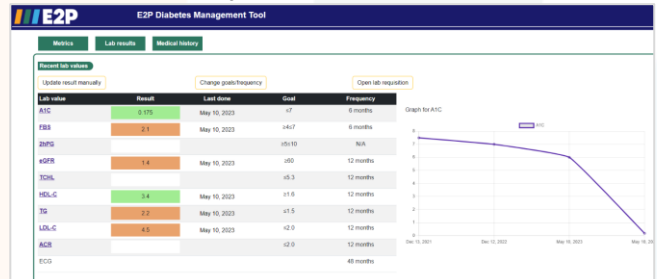 E2P
E2P Diabetes Management Tool
Metrics Lab results Medical history
Recent lab values
Update result manually Change goals/frequency Open lab requisition
Lab value Result Last done Goal Frequency
A1C 0.175 May 10, 2023 ≤7 6 months
FBS 2.1 May 10, 2023 ≥4≤7 6 months
2hPG ≥5≤10 N/A
eGFR 1.4 May 10, 2023 ≥60 12 months
TCHL ≤5.3 12 months
HDL-C 3.4 May 10, 2023 ≥1.6 12 months
TG 2.2 May 10, 2023 ≤1.5 12 months
LDL-C 4.5 May 10, 2023 <2.0 12 months
ACR <2.0 12 months
ECG 48 months
Graph for A1C
A1C
8
7
6
5
4
3
2
1
0
Dec 13, 2021 Dec 12, 2022 May 10, 2023 May 10, 20